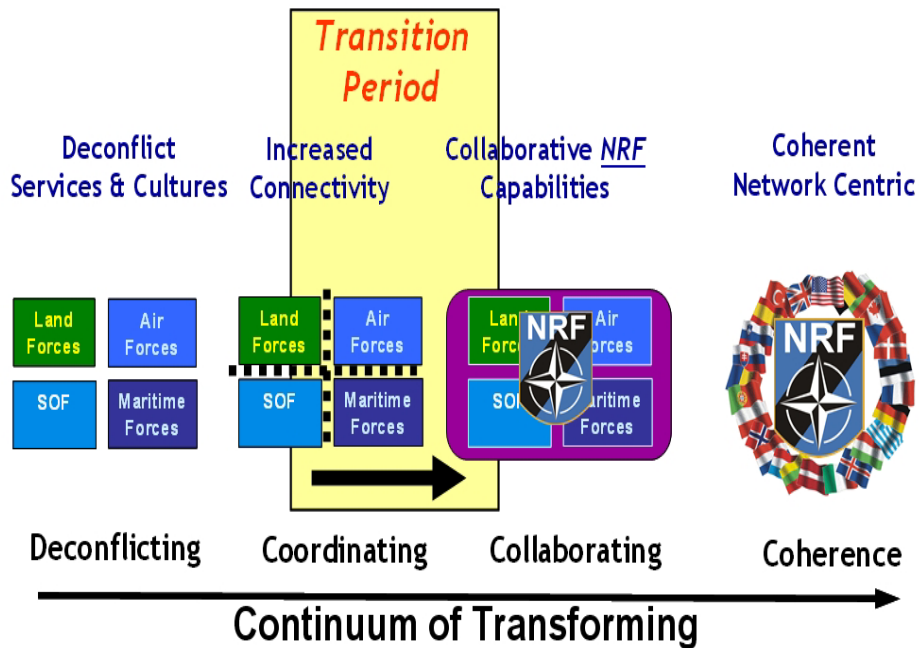 Transition
Period
Deconflict
Services & Cultures
Increased
Connectivity
Collaborative NRF
Capabilities
Coherent
Network Centric
Land
Forces
Air
Forces
SOF
Maritime
Forces
Land
Forces
Air
Forces
SOF
Maritime
Forces
NRF
NRF
Deconflicting
Coordinating
Collaborating
Coherence
Continuum of Transforming